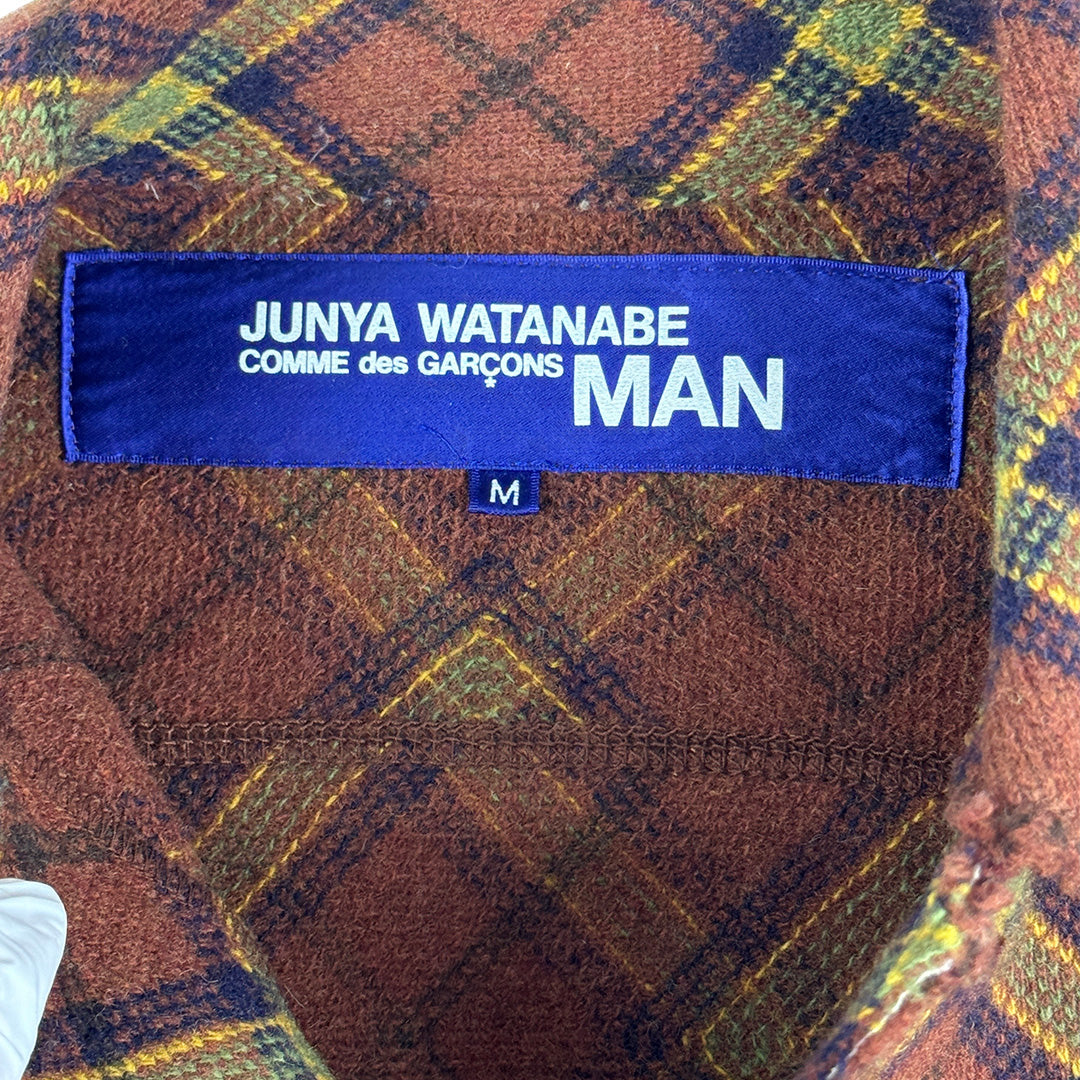 JUNYA WATANABE
COMME des GARÇONS MAN
*
M